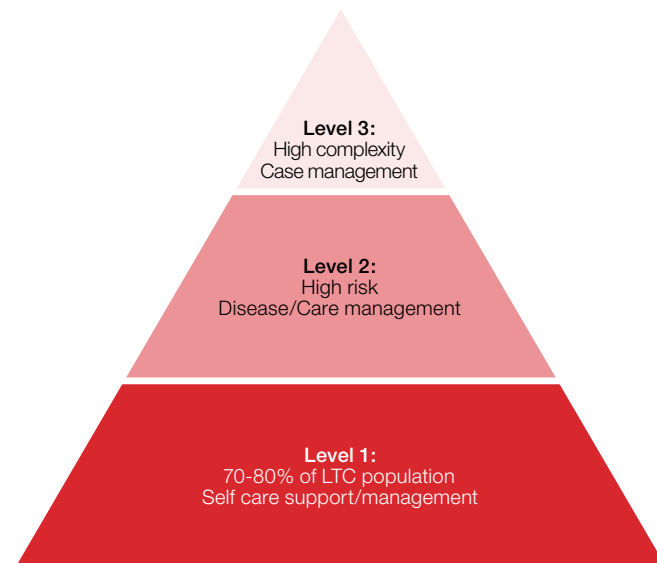 Level 3:
High complexity
Case management
Level 2:
High risk
Disease/Care management
Level 1:
70-80% of LTC population
Self care support/management